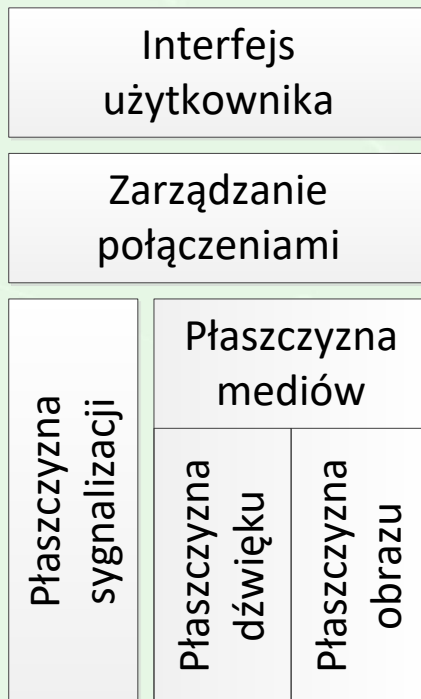 Interfejs
użytkownika
Zarządzanie
połączeniami
Płaszczyzna
sygnalizacji
Płaszczyzna
mediów
Płaszczyzna
dźwięku
Płaszczyzna
obrazu